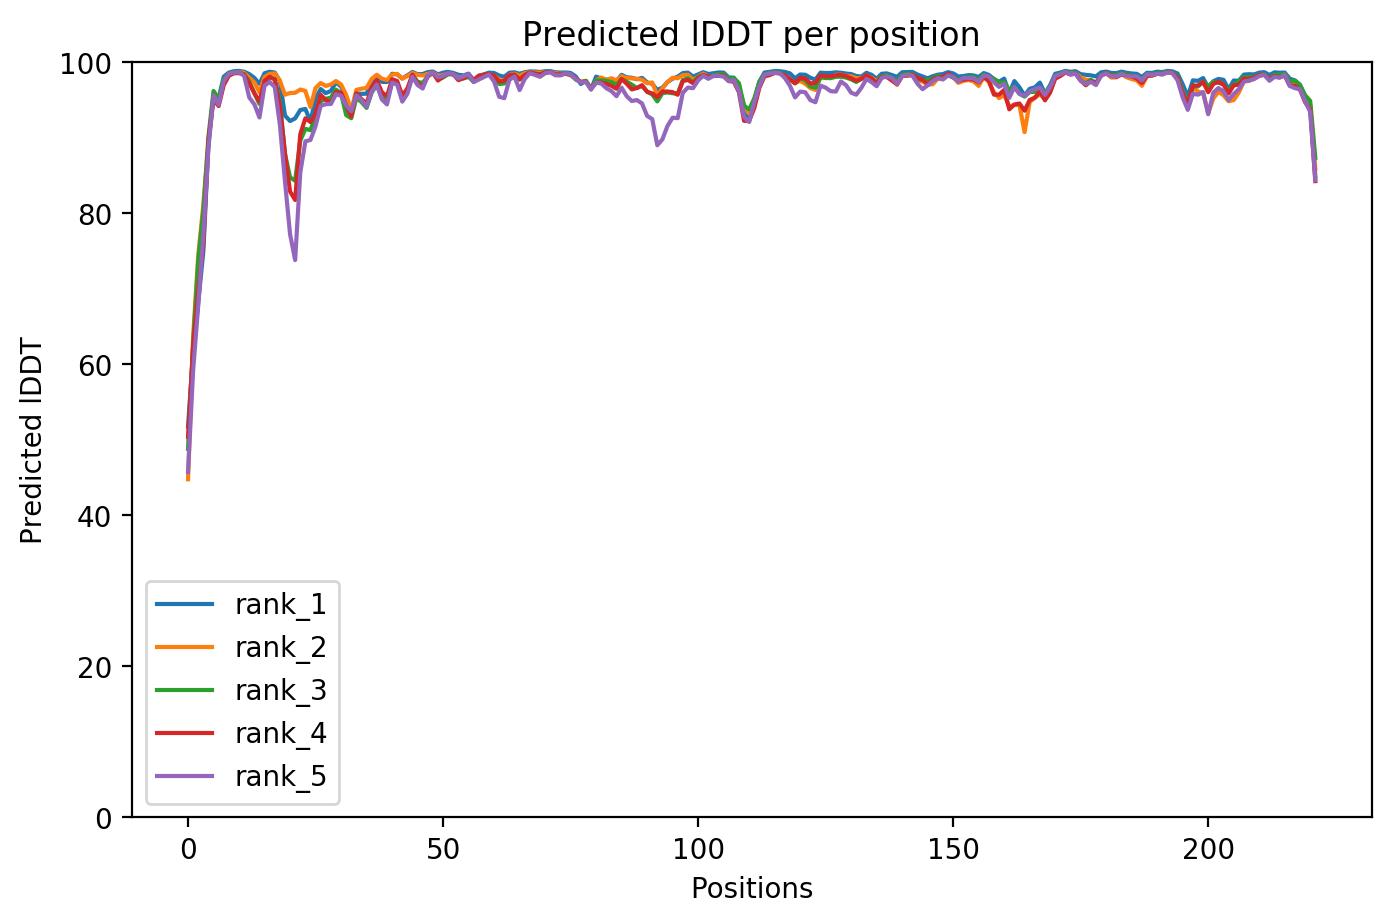 Predicted lDDT per position
100
80
60
40
20
0
Predicted lDDT
rank_1
rank_2
rank_3
rank_4
rank_5
0 50 100 150 200
Positions